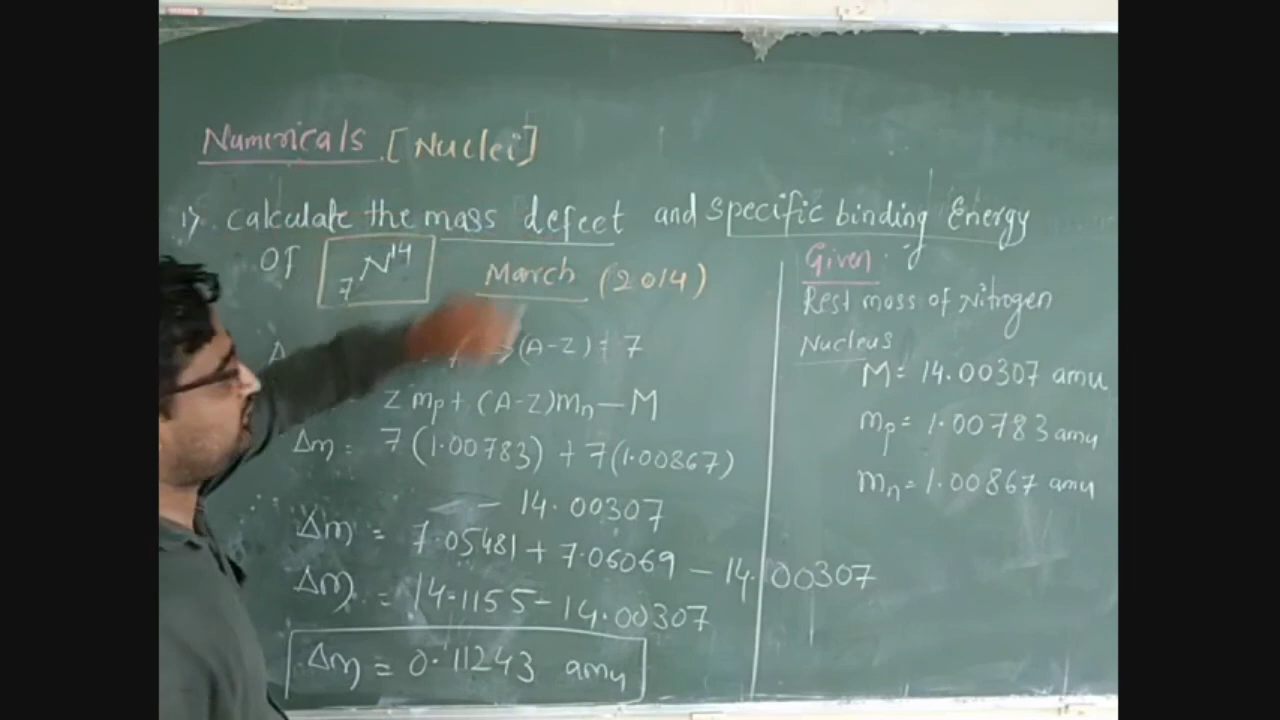 Numericals [Nuclei]
1) calculate the mass defect and specific binding Energy
of ₇N¹⁴ March (2014)
(A-Z) = 7
Z mp + (A-Z)mn - M
Δm = 7(1.00783) + 7(1.00867)
- 14.00307
Δm = 7.05481 + 7.06069 - 14.00307
Δm = 14.1155 - 14.00307
Δm = 0.11243 amu
Given
Rest mass of Nitrogen
Nucleus
M = 14.00307 amu
mp = 1.00783 amu
mn = 1.00867 amu